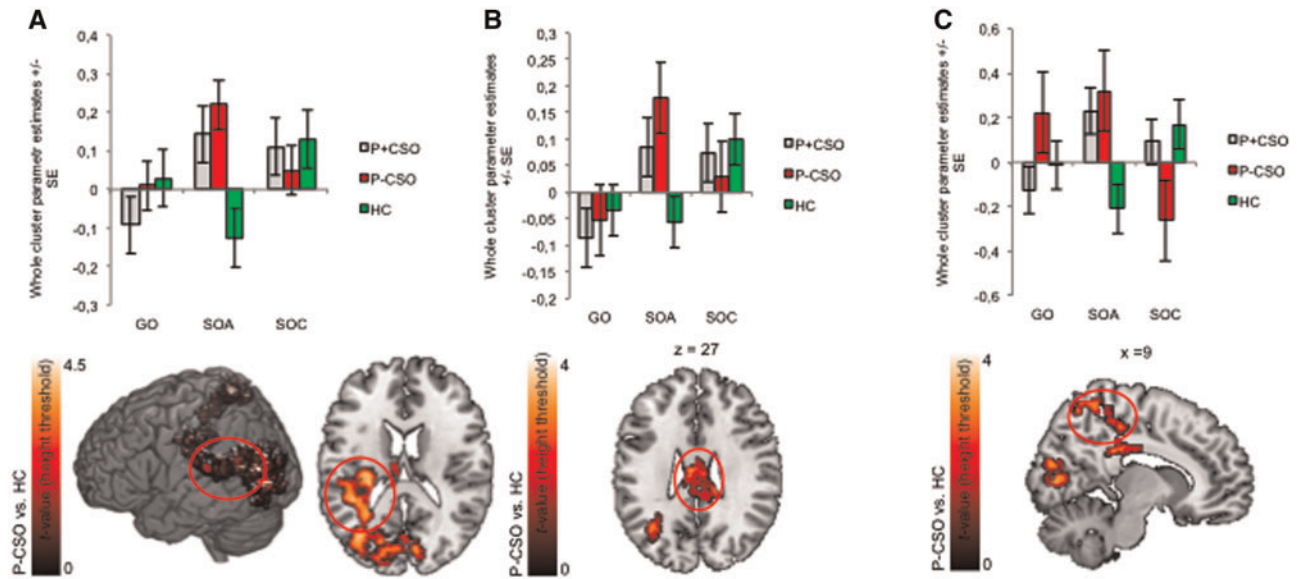 A
Whole cluster parametr estimates +/-
SE
0,4
0,3
0,2
0,1
0
-0,1
-0,2
-0,3
GO
SOA
SOC
P+CSO
P-CSO
HC
B
Whole cluster parameter estimates
+/- SE
0,3
0,25
0,2
0,15
0,1
0,05
0
-0,05
-0,1
-0,15
-0,2
GO
SOA
SOC
P+CSO
P-CSO
HC
C
Whole cluster parameter estimates +/-
SE
0,6
0,4
0,2
0
-0,2
-0,4
-0,6
GO
SOA
SOC
P+CSO
P-CSO
HC
P-CSO vs. HC
4.5
t-value (height threshold)
0
P-CSO vs. HC
4
t-value (height threshold)
0
z = 27
P-CSO vs. HC
4
t-value (height threshold)
0
x =9